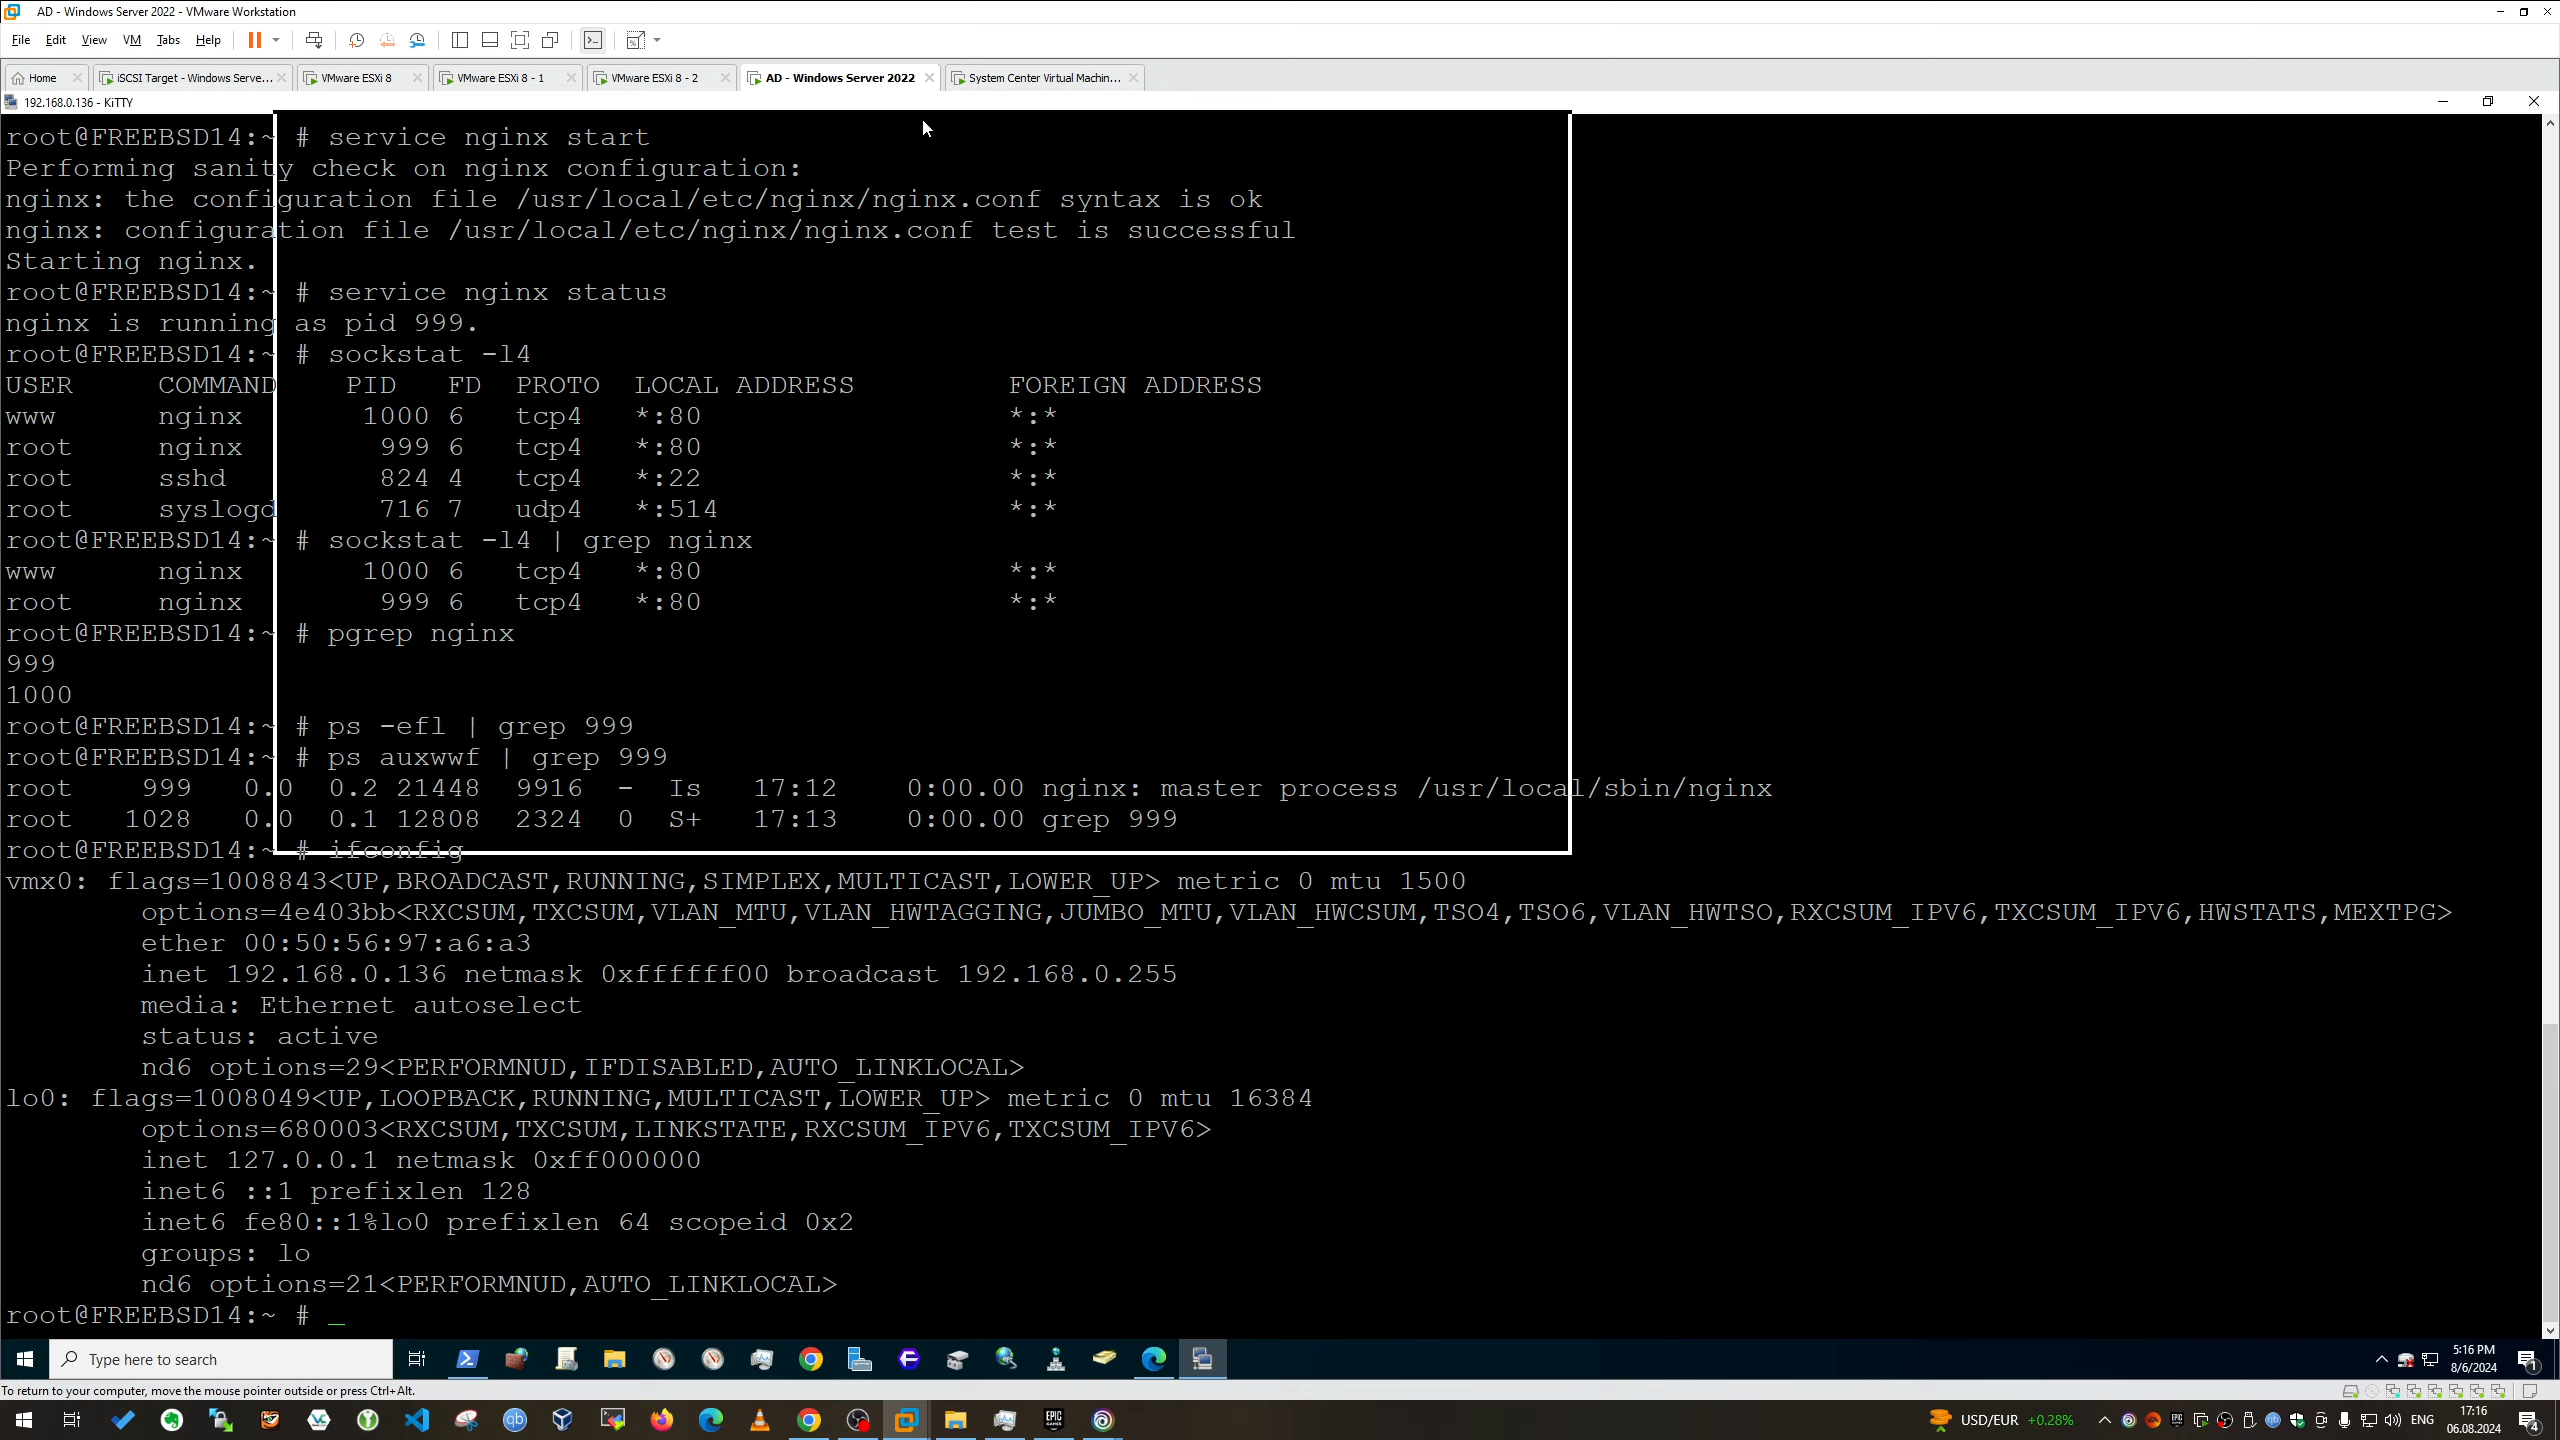 AD - Windows Server 2022 - VMware Workstation
File Edit View VM Tabs Help
Home iSCSI Target - Windows Serve... VMware ESXi 8 VMware ESXi 8 - 1 VMware ESXi 8 - 2 AD - Windows Server 2022 System Center Virtual Machin...
192.168.0.136 - KiTTY
root@FREEBSD14:~ # service nginx start
Performing sanity check on nginx configuration:
nginx: the configuration file /usr/local/etc/nginx/nginx.conf syntax is ok
nginx: configuration file /usr/local/etc/nginx/nginx.conf test is successful
Starting nginx.
root@FREEBSD14:~ # service nginx status
nginx is running as pid 999.
root@FREEBSD14:~ # sockstat -l4
USER COMMAND PID FD PROTO LOCAL ADDRESS FOREIGN ADDRESS
www nginx 1000 6 tcp4 *:80 *:*
root nginx 999 6 tcp4 *:80 *:*
root sshd 824 4 tcp4 *:22 *:*
root syslogd 716 7 udp4 *:514 *:*
root@FREEBSD14:~ # sockstat -l4 | grep nginx
www nginx 1000 6 tcp4 *:80 *:*
root nginx 999 6 tcp4 *:80 *:*
root@FREEBSD14:~ # pgrep nginx
999
1000
root@FREEBSD14:~ # ps -efl | grep 999
root@FREEBSD14:~ # ps auxwwf | grep 999
root 999 0.0 0.2 21448 9916 - Is 17:12 0:00.00 nginx: master process /usr/local/sbin/nginx
root 1028 0.0 0.1 12808 2324 0 S+ 17:13 0:00.00 grep 999
root@FREEBSD14:~ # ifconfig
vmx0: flags=1008843<UP,BROADCAST,RUNNING,SIMPLEX,MULTICAST,LOWER_UP> metric 0 mtu 1500
options=4e403bb<RXCSUM,TXCSUM,VLAN_MTU,VLAN_HWTAGGING,JUMBO_MTU,VLAN_HWCSUM,TSO4,TSO6,VLAN_HWTSO,RXCSUM_IPV6,TXCSUM_IPV6,HWSTATS,MEXTPG>
ether 00:50:56:97:a6:a3
inet 192.168.0.136 netmask 0xffffff00 broadcast 192.168.0.255
media: Ethernet autoselect
status: active
nd6 options=29<PERFORMNUD,IFDISABLED,AUTO_LINKLOCAL>
lo0: flags=1008049<UP,LOOPBACK,RUNNING,MULTICAST,LOWER_UP> metric 0 mtu 16384
options=680003<RXCSUM,TXCSUM,LINKSTATE,RXCSUM_IPV6,TXCSUM_IPV6>
inet 127.0.0.1 netmask 0xff000000
inet6 ::1 prefixlen 128
inet6 fe80::1%lo0 prefixlen 64 scopeid 0x2
groups: lo
nd6 options=21<PERFORMNUD,AUTO_LINKLOCAL>
root@FREEBSD14:~ # _
Type here to search
5:16 PM
8/6/2024
1
To return to your computer, move the mouse pointer outside or press Ctrl+Alt.
USD/EUR +0.28%
ENG
17:16
06.08.2024
4